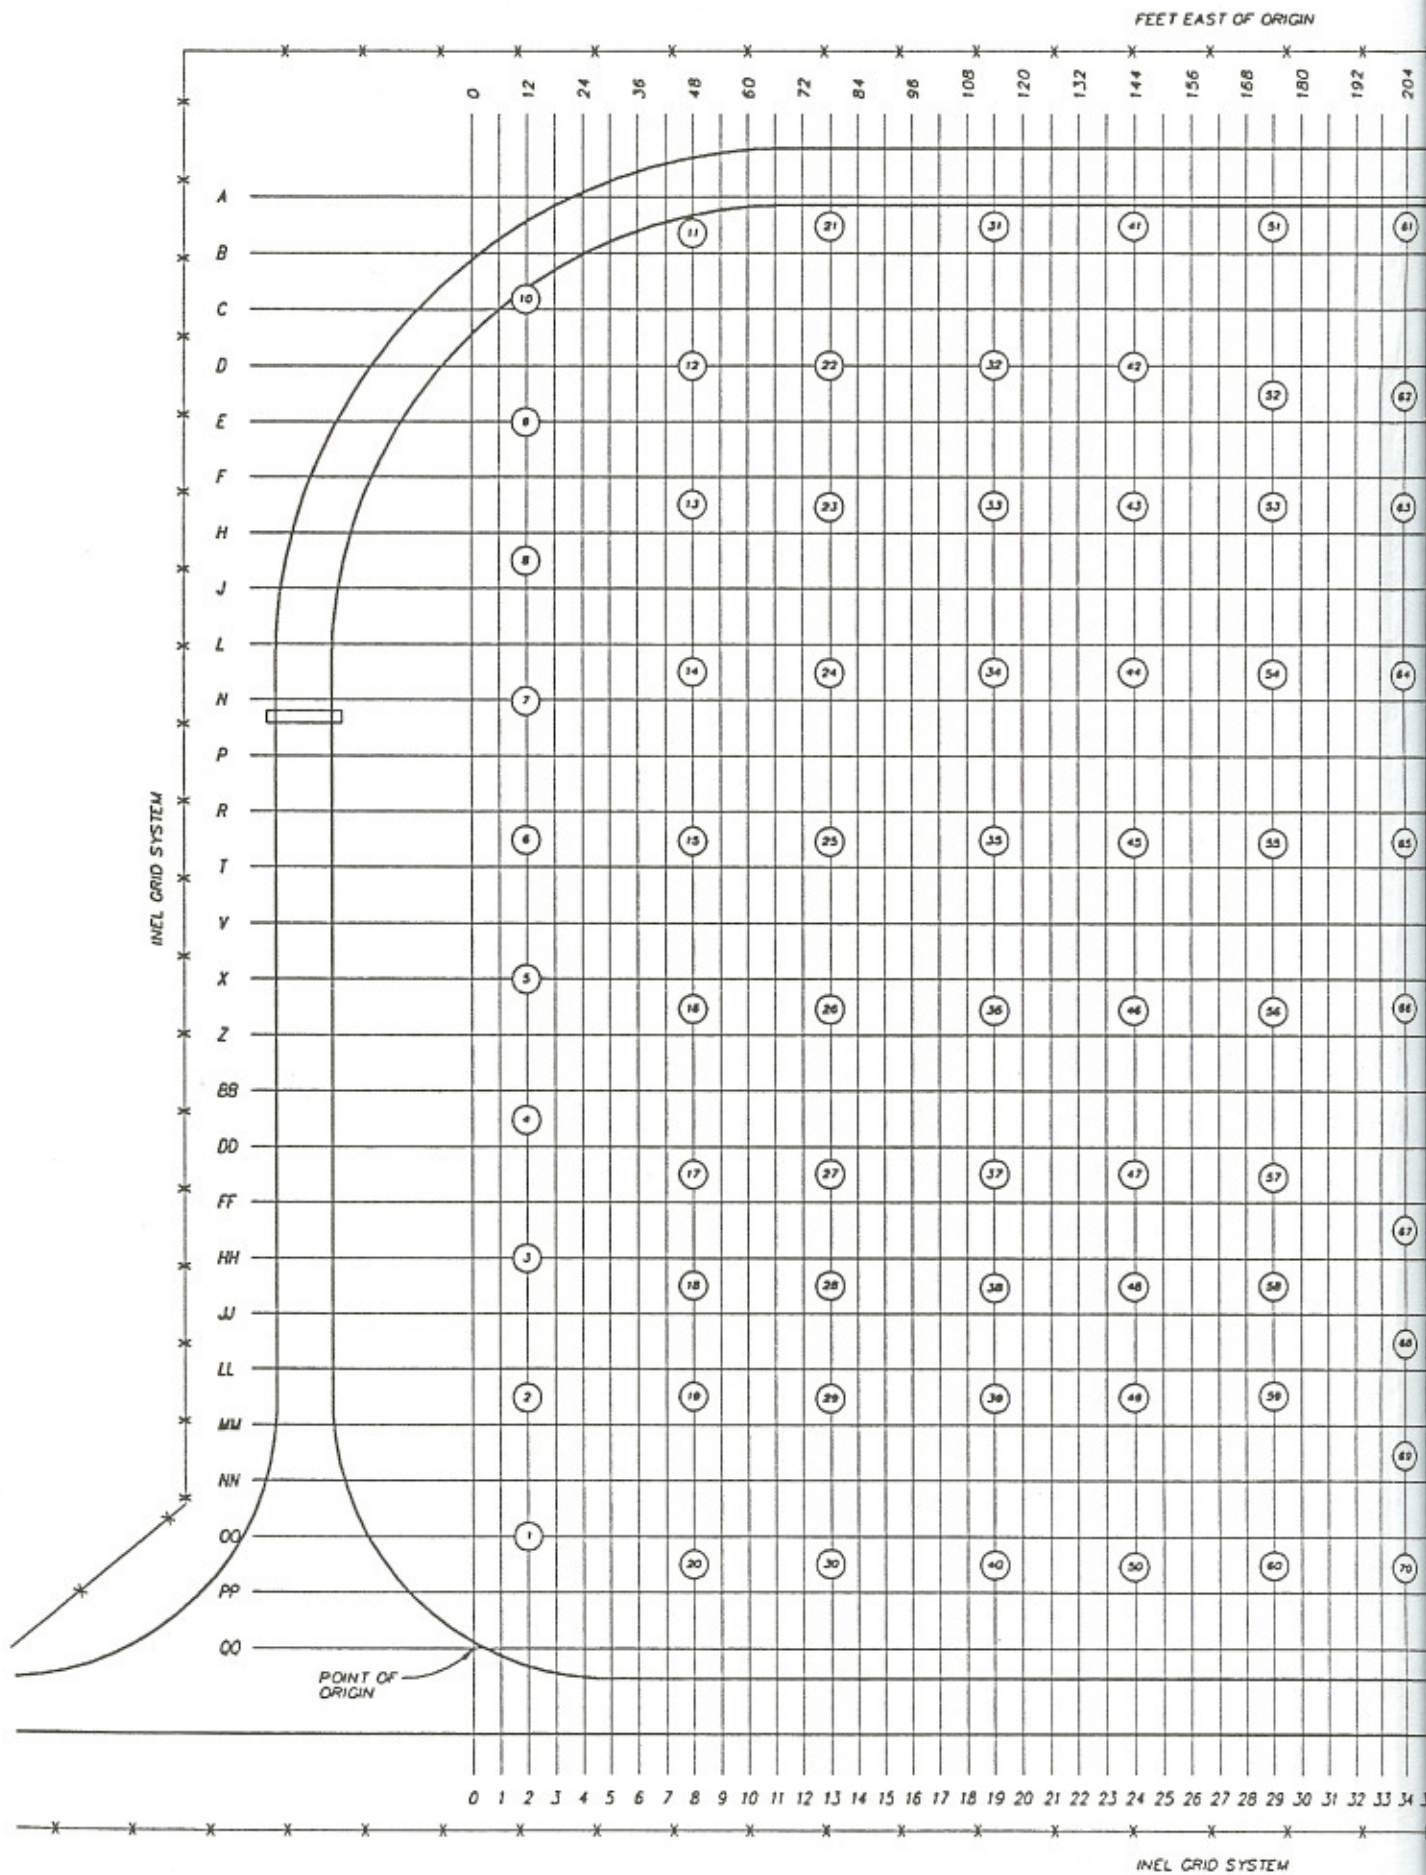 FEET EAST OF ORIGIN
0 12 24 36 48 60 72 84 96 108 120 132 144 156 168 180 192 204
A
11 21 31 41 51 61
B
10
C
D 12 22 32 42
52 62
E 9
F
13 23 33 43 53 63
H
8
J
L
14 24 34 44 54 64
N 7
P
R
INEL GRID SYSTEM
6 15 25 35 45 55 65
T
V
X 5
16 26 36 46 56 66
Z
BB
4
DD
17 27 37 47 57
FF
67
HH 3
18 28 38 48 58
JJ
68
LL
2 19 29 39 49 59
MM
69
NN
OO 1
20 30 40 50 60 70
PP
QO
POINT OF
ORIGIN
0 1 2 3 4 5 6 7 8 9 10 11 12 13 14 15 16 17 18 19 20 21 22 23 24 25 26 27 28 29 30 31 32 33 34
INEL GRID SYSTEM